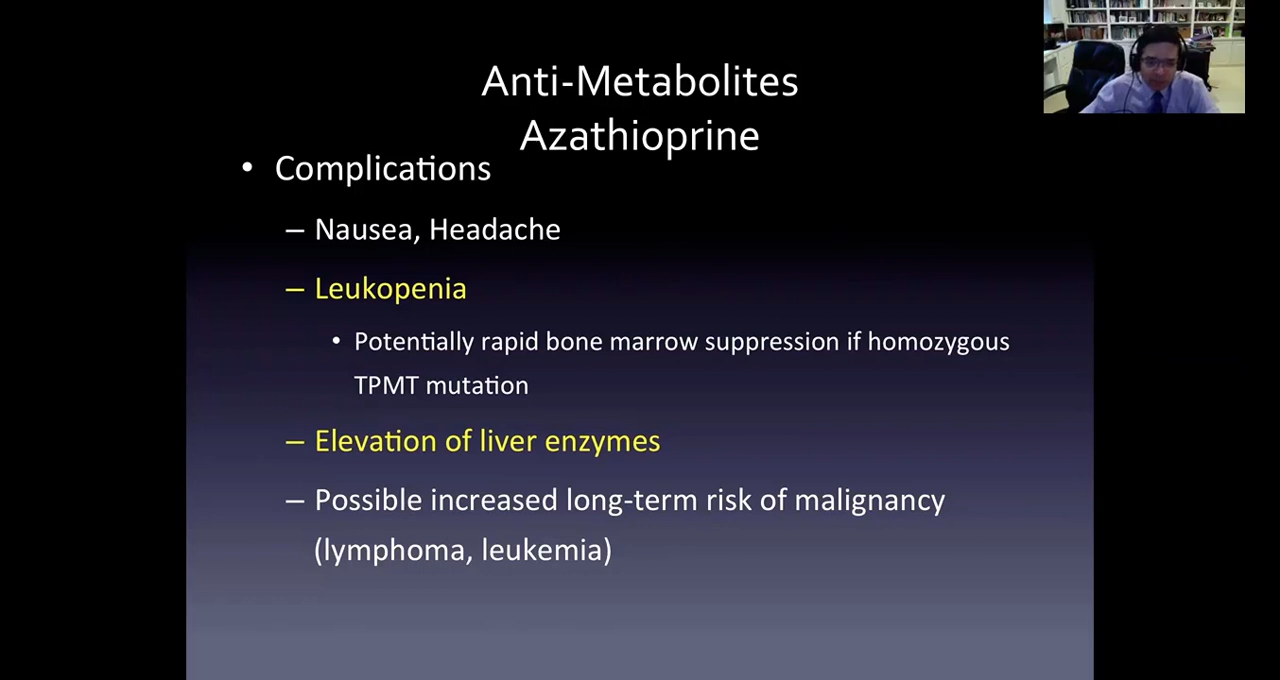 Anti-Metabolites
Azathioprine
• Complications
– Nausea, Headache
– Leukopenia
• Potentially rapid bone marrow suppression if homozygous
TPMT mutation
– Elevation of liver enzymes
– Possible increased long-term risk of malignancy
(lymphoma, leukemia)